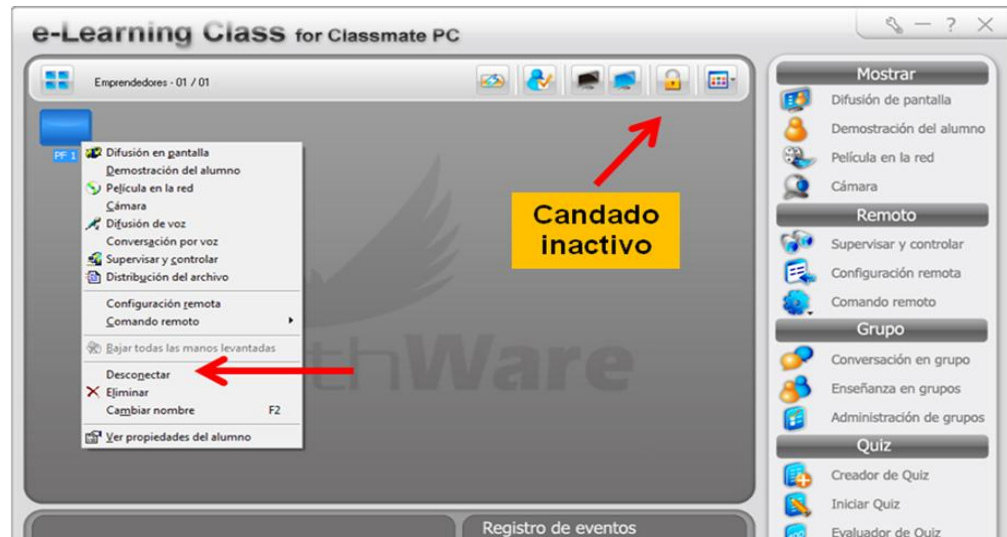 e-Learning Class for Classmate PC
Emprendedores - 01 / 01
PF 1
Difusión en pantalla
Demostración del alumno
Película en la red
Cámara
Difusión de voz
Conversación por voz
Supervisar y controlar
Distribución del archivo
Configuración remota
Comando remoto
Bajar todas las manos levantadas
Desconectar
Eliminar
Cambiar nombre F2
Ver propiedades del alumno
Candado
inactivo
thWare
Mostrar
Difusión de pantalla
Demostración del alumno
Película en la red
Cámara
Remoto
Supervisar y controlar
Configuración remota
Comando remoto
Grupo
Conversación en grupo
Enseñanza en grupos
Administración de grupos
Quiz
Creador de Quiz
Iniciar Quiz
Evaluador de Quiz
Registro de eventos